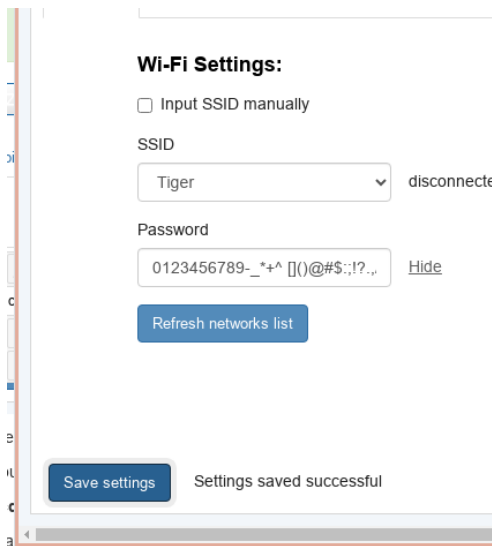 Wi-Fi Settings:
Input SSID manually
SSID
Tiger disconnecte
Password
0123456789-_*+^ []()@#$:;!?.,. Hide
Refresh networks list
Save settings Settings saved successful